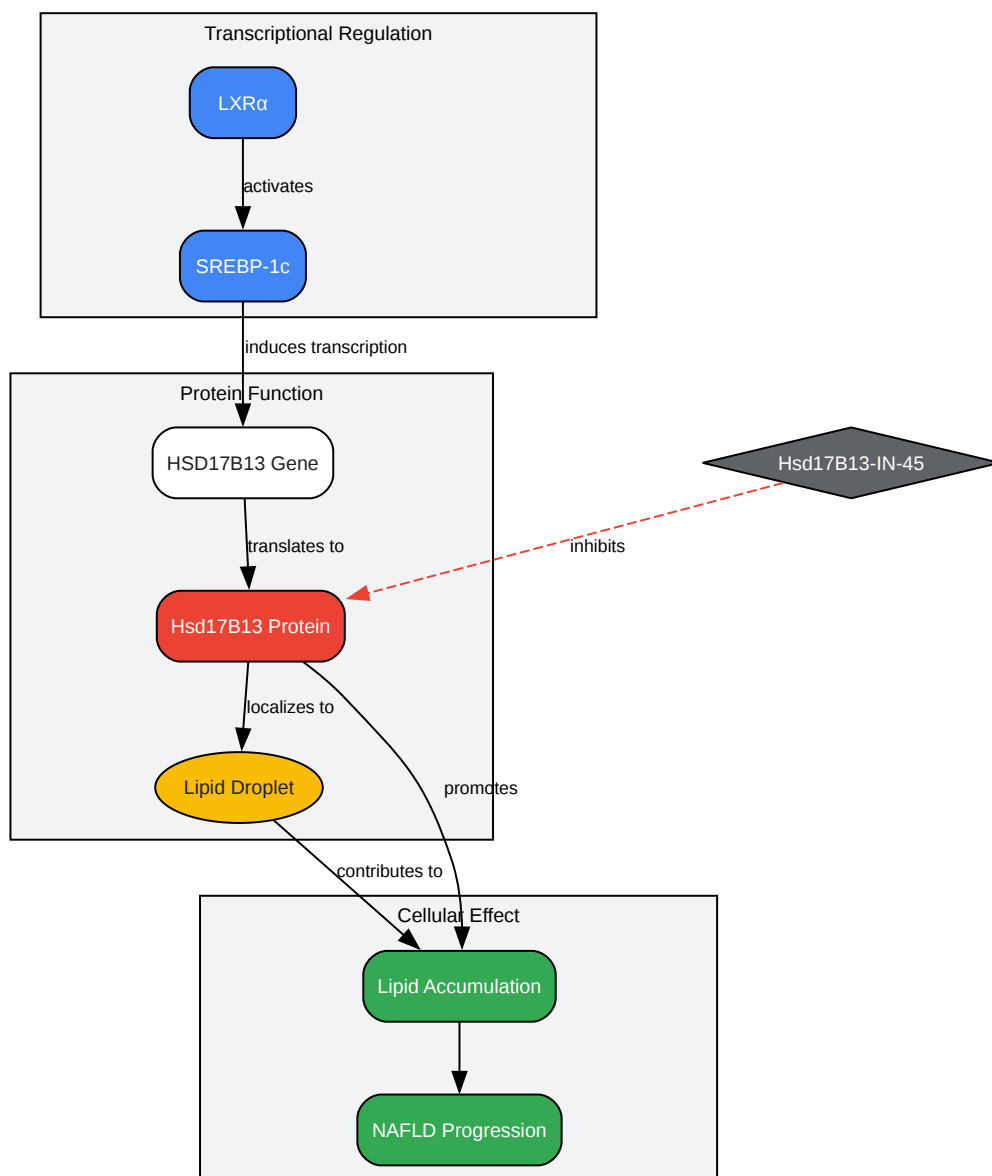 Transcriptional Regulation
LXRα
activates
SREBP-1c
induces transcription
Protein Function
HSD17B13 Gene
Hsd17B13-IN-45
translates to
inhibits
Hsd17B13 Protein
localizes to
Lipid Droplet
promotes
contributes to
Cellular Effect
Lipid Accumulation
NAFLD Progression